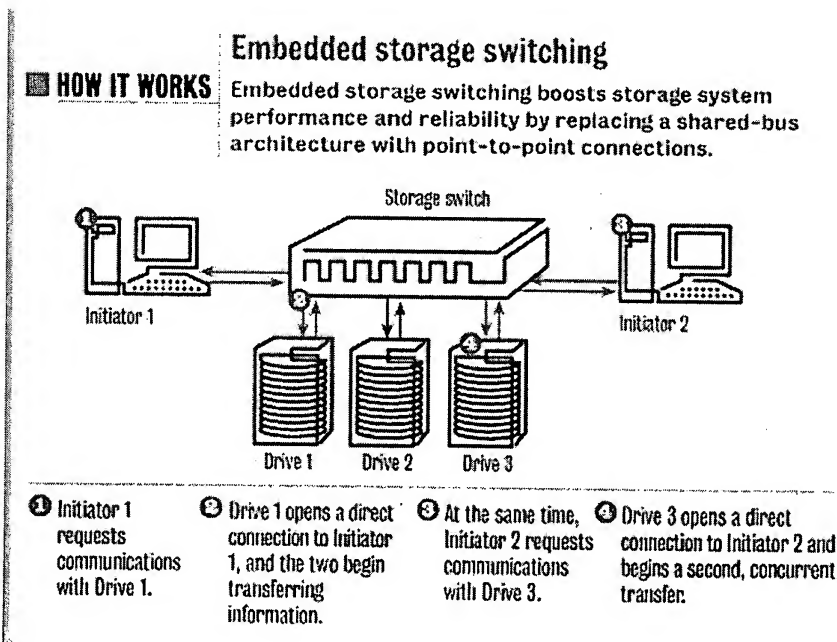 Embedded storage switching
HOW IT WORKS
Embedded storage switching boosts storage system
performance and reliability by replacing a shared-bus
architecture with point-to-point connections.
Storage switch
1
3
Initiator 1
2
Initiator 2
4
Drive 1
Drive 2
Drive 3
1 Initiator 1
requests
communications
with Drive 1.
2 Drive 1 opens a direct
connection to Initiator
1, and the two begin
transferring
information.
3 At the same time,
Initiator 2 requests
communications
with Drive 3.
4 Drive 3 opens a direct
connection to Initiator 2 and
begins a second, concurrent
transfer.